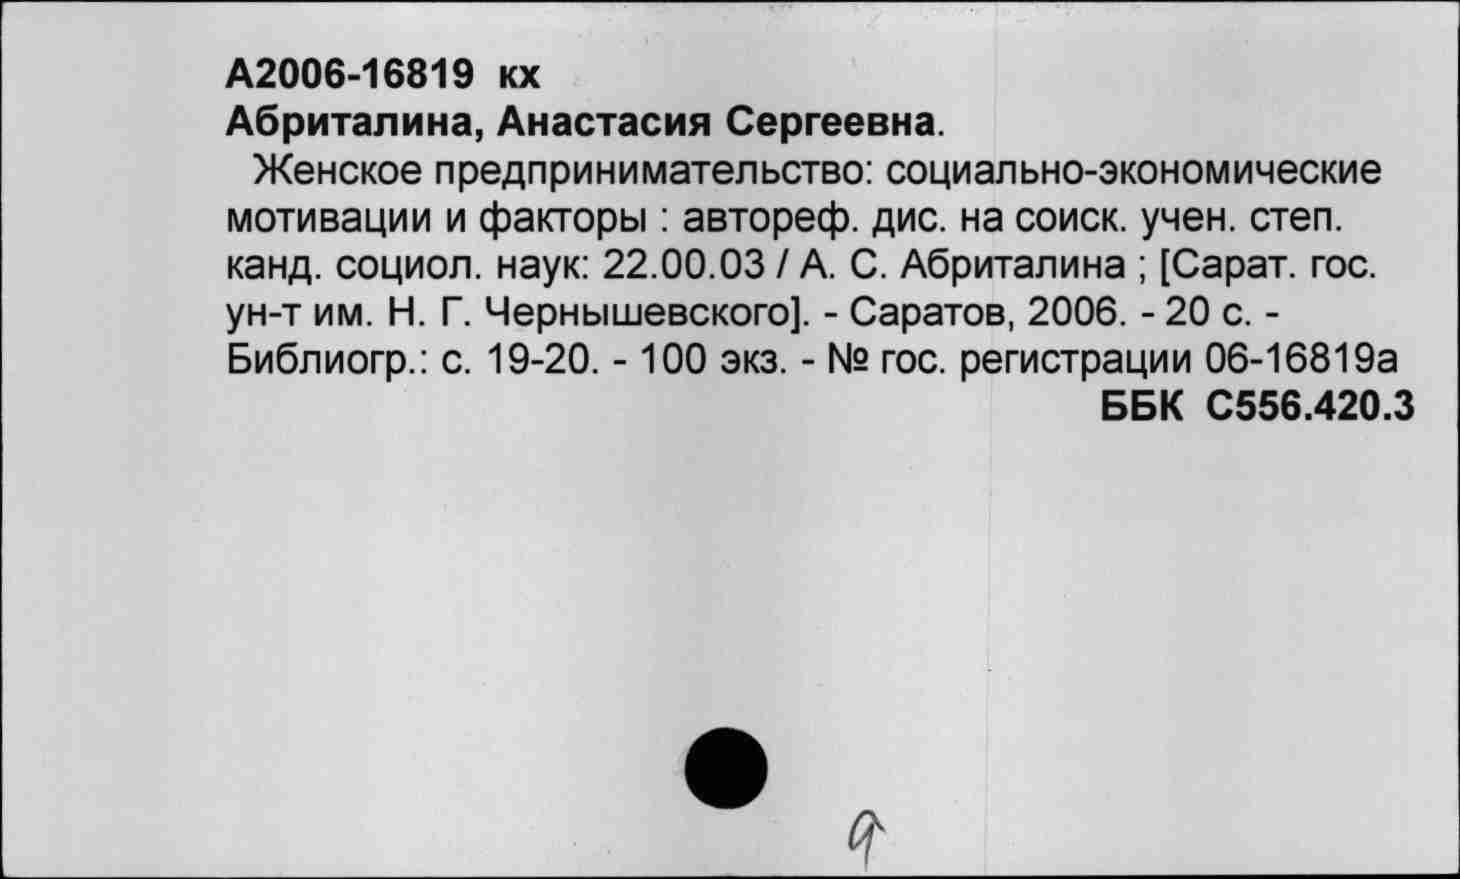 А2006-16819 кх
Абриталина, Анастасия Сергеевна.
Женское предпринимательство: социально-экономические
мотивации и факторы : автореф. дис. на соиск. учен. степ.
канд. социол. наук: 22.00.03 / А. С. Абриталина ; [Сарат. гос.
ун-т им. Н. Г. Чернышевского]. - Саратов, 2006. - 20 с. -
Библиогр.: с. 19-20. - 100 экз. - № гос. регистрации 06-16819а
ББК С556.420.3